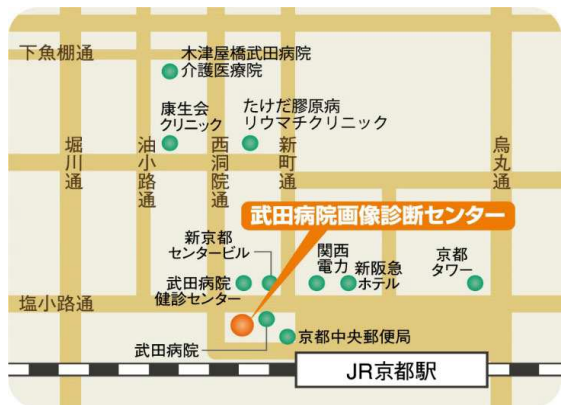 下魚棚通
木津屋橋武田病院
介護医療院
康生会
クリニック
たけだ膠原病
リウマチクリニック
堀川通
油小路通
西洞院通
新町通
烏丸通
武田病院画像診断センター
新京都
センタービル
関西
電力
新阪急
ホテル
京都
タワー
武田病院
健診センター
塩小路通
武田病院
京都中央郵便局
JR京都駅